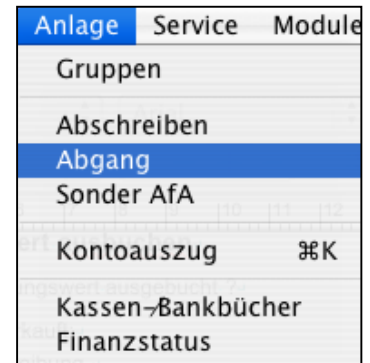 Anlage Service Module
Gruppen
Abschreiben
Abgang
Sonder AfA
Kontoauszug ⌘K
Kassen-/Bankbücher
Finanzstatus